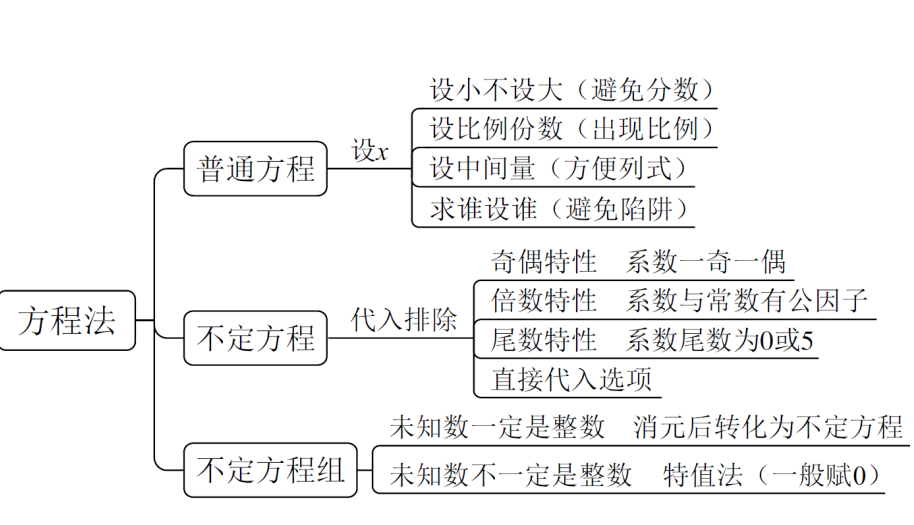 方程法
普通方程
设x
设小不设大（避免分数）
设比例份数（出现比例）
设中间量（方便列式）
求谁设谁（避免陷阱）
不定方程
代入排除
奇偶特性 系数一奇一偶
倍数特性 系数与常数有公因子
尾数特性 系数尾数为0或5
直接代入选项
不定方程组
未知数一定是整数 消元后转化为不定方程
未知数不一定是整数 特值法（一般赋0）